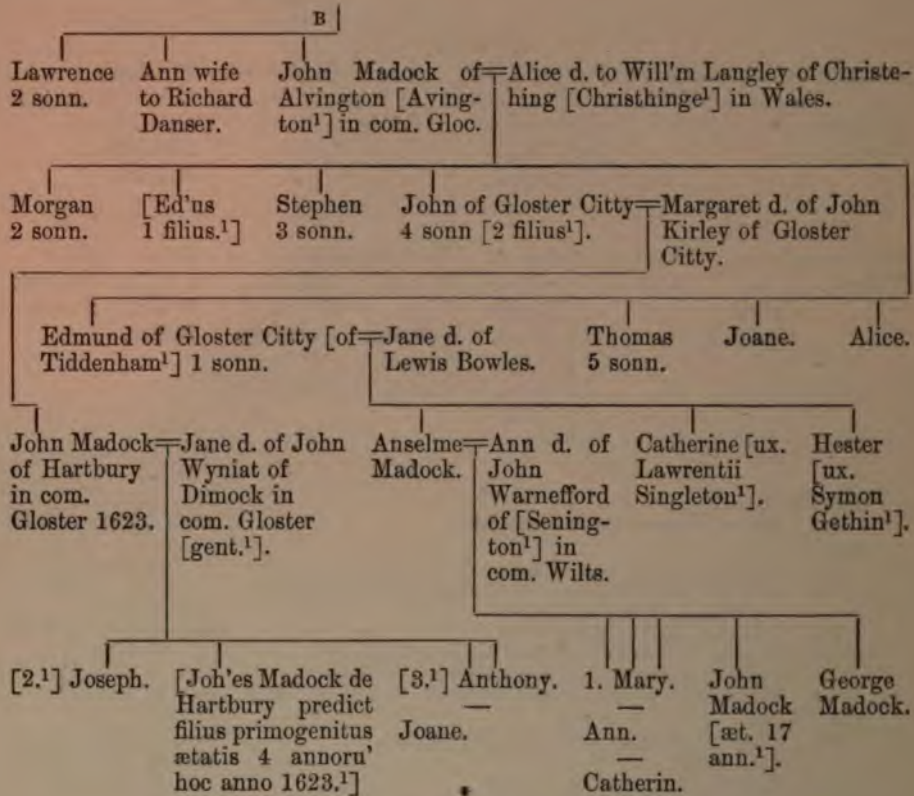 B
Lawrence 2 sonn.
Ann wife to Richard Danser.
John Madock of Alvington [Aving-
ton¹] in com. Gloc.
Alice d. to Will'm Langley of Christe-
hing [Christhinge¹] in Wales.
Morgan
2 sonn.
[Ed'us
1 filius.¹]
Stephen
3 sonn.
John of Gloster Citty
4 sonn [2 filius¹].
Margaret d. of John
Kirley of Gloster
Citty.
Edmund of Gloster Citty [of
Tiddenham¹] 1 sonn.
Jane d. of
Lewis Bowles.
Thomas
5 sonn.
Joane.
Alice.
John Madock
of Hartbury
in com.
Gloster 1623.
Jane d. of John
Wyniat of
Dimock in
com. Gloster
[gent.¹].
Anselme
Madock.
Ann d. of
John
Warnefford
of [Sening-
ton¹] in
com. Wilts.
Catherine [ux.
Lawrentii
Singleton¹].
Hester
[ux.
Symon
Gethin¹].
[2.¹] Joseph.
[Joh'es Madock de
Hartbury predict
filius primogenitus
ætatis 4 annoru'
hoc anno 1623.¹]
[3.¹] Anthony.
—
Joane.
1. Mary.
—
Ann.
—
Catherin.
John
Madock
[æt. 17
ann.¹].
George
Madock.